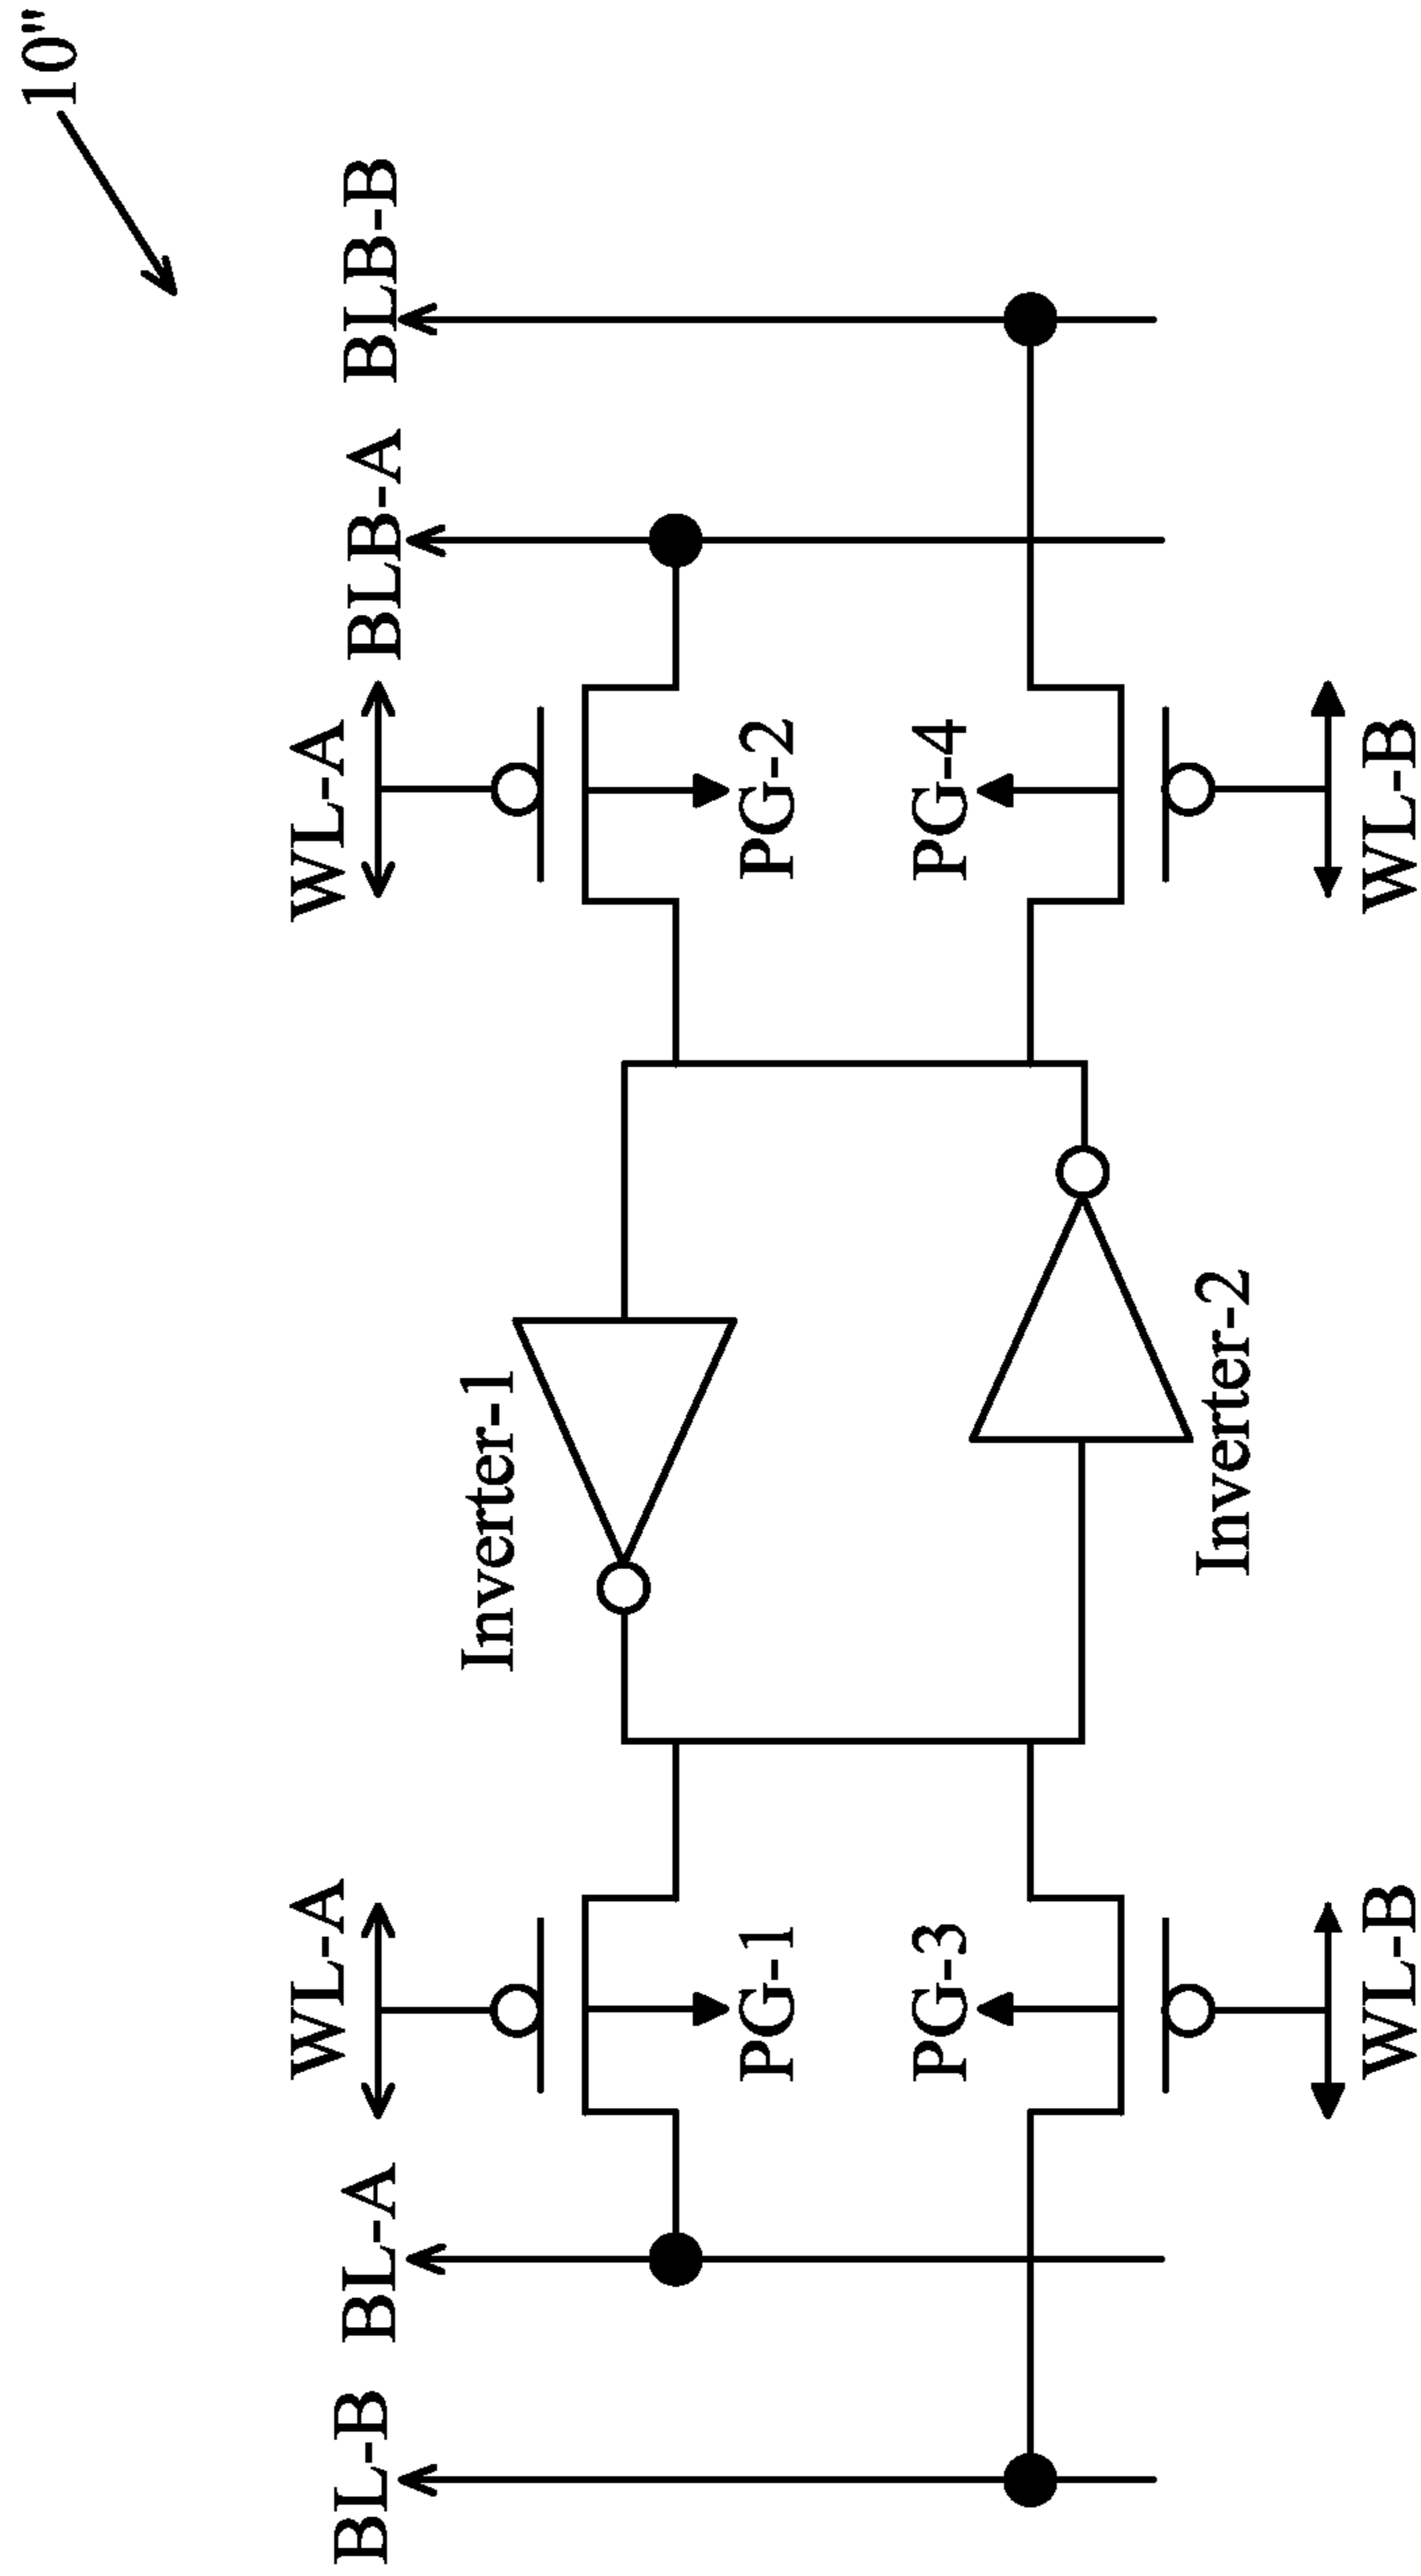 10"
BL-B
BL-A
WL-A
WL-A
BLB-A
BLB-B
Inverter-1
PG-1
PG-2
PG-3
PG-4
Inverter-2
WL-B
WL-B